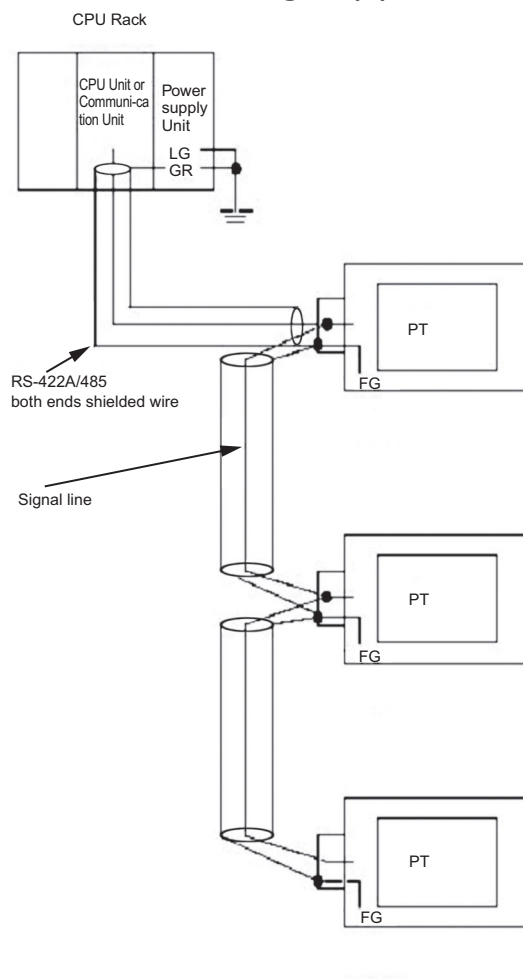 CPU Rack
CPU Unit or
Communi-ca
tion Unit
Power
supply
Unit
LG
GR
PT
FG
RS-422A/485
both ends shielded wire
Signal line
PT
FG
PT
FG